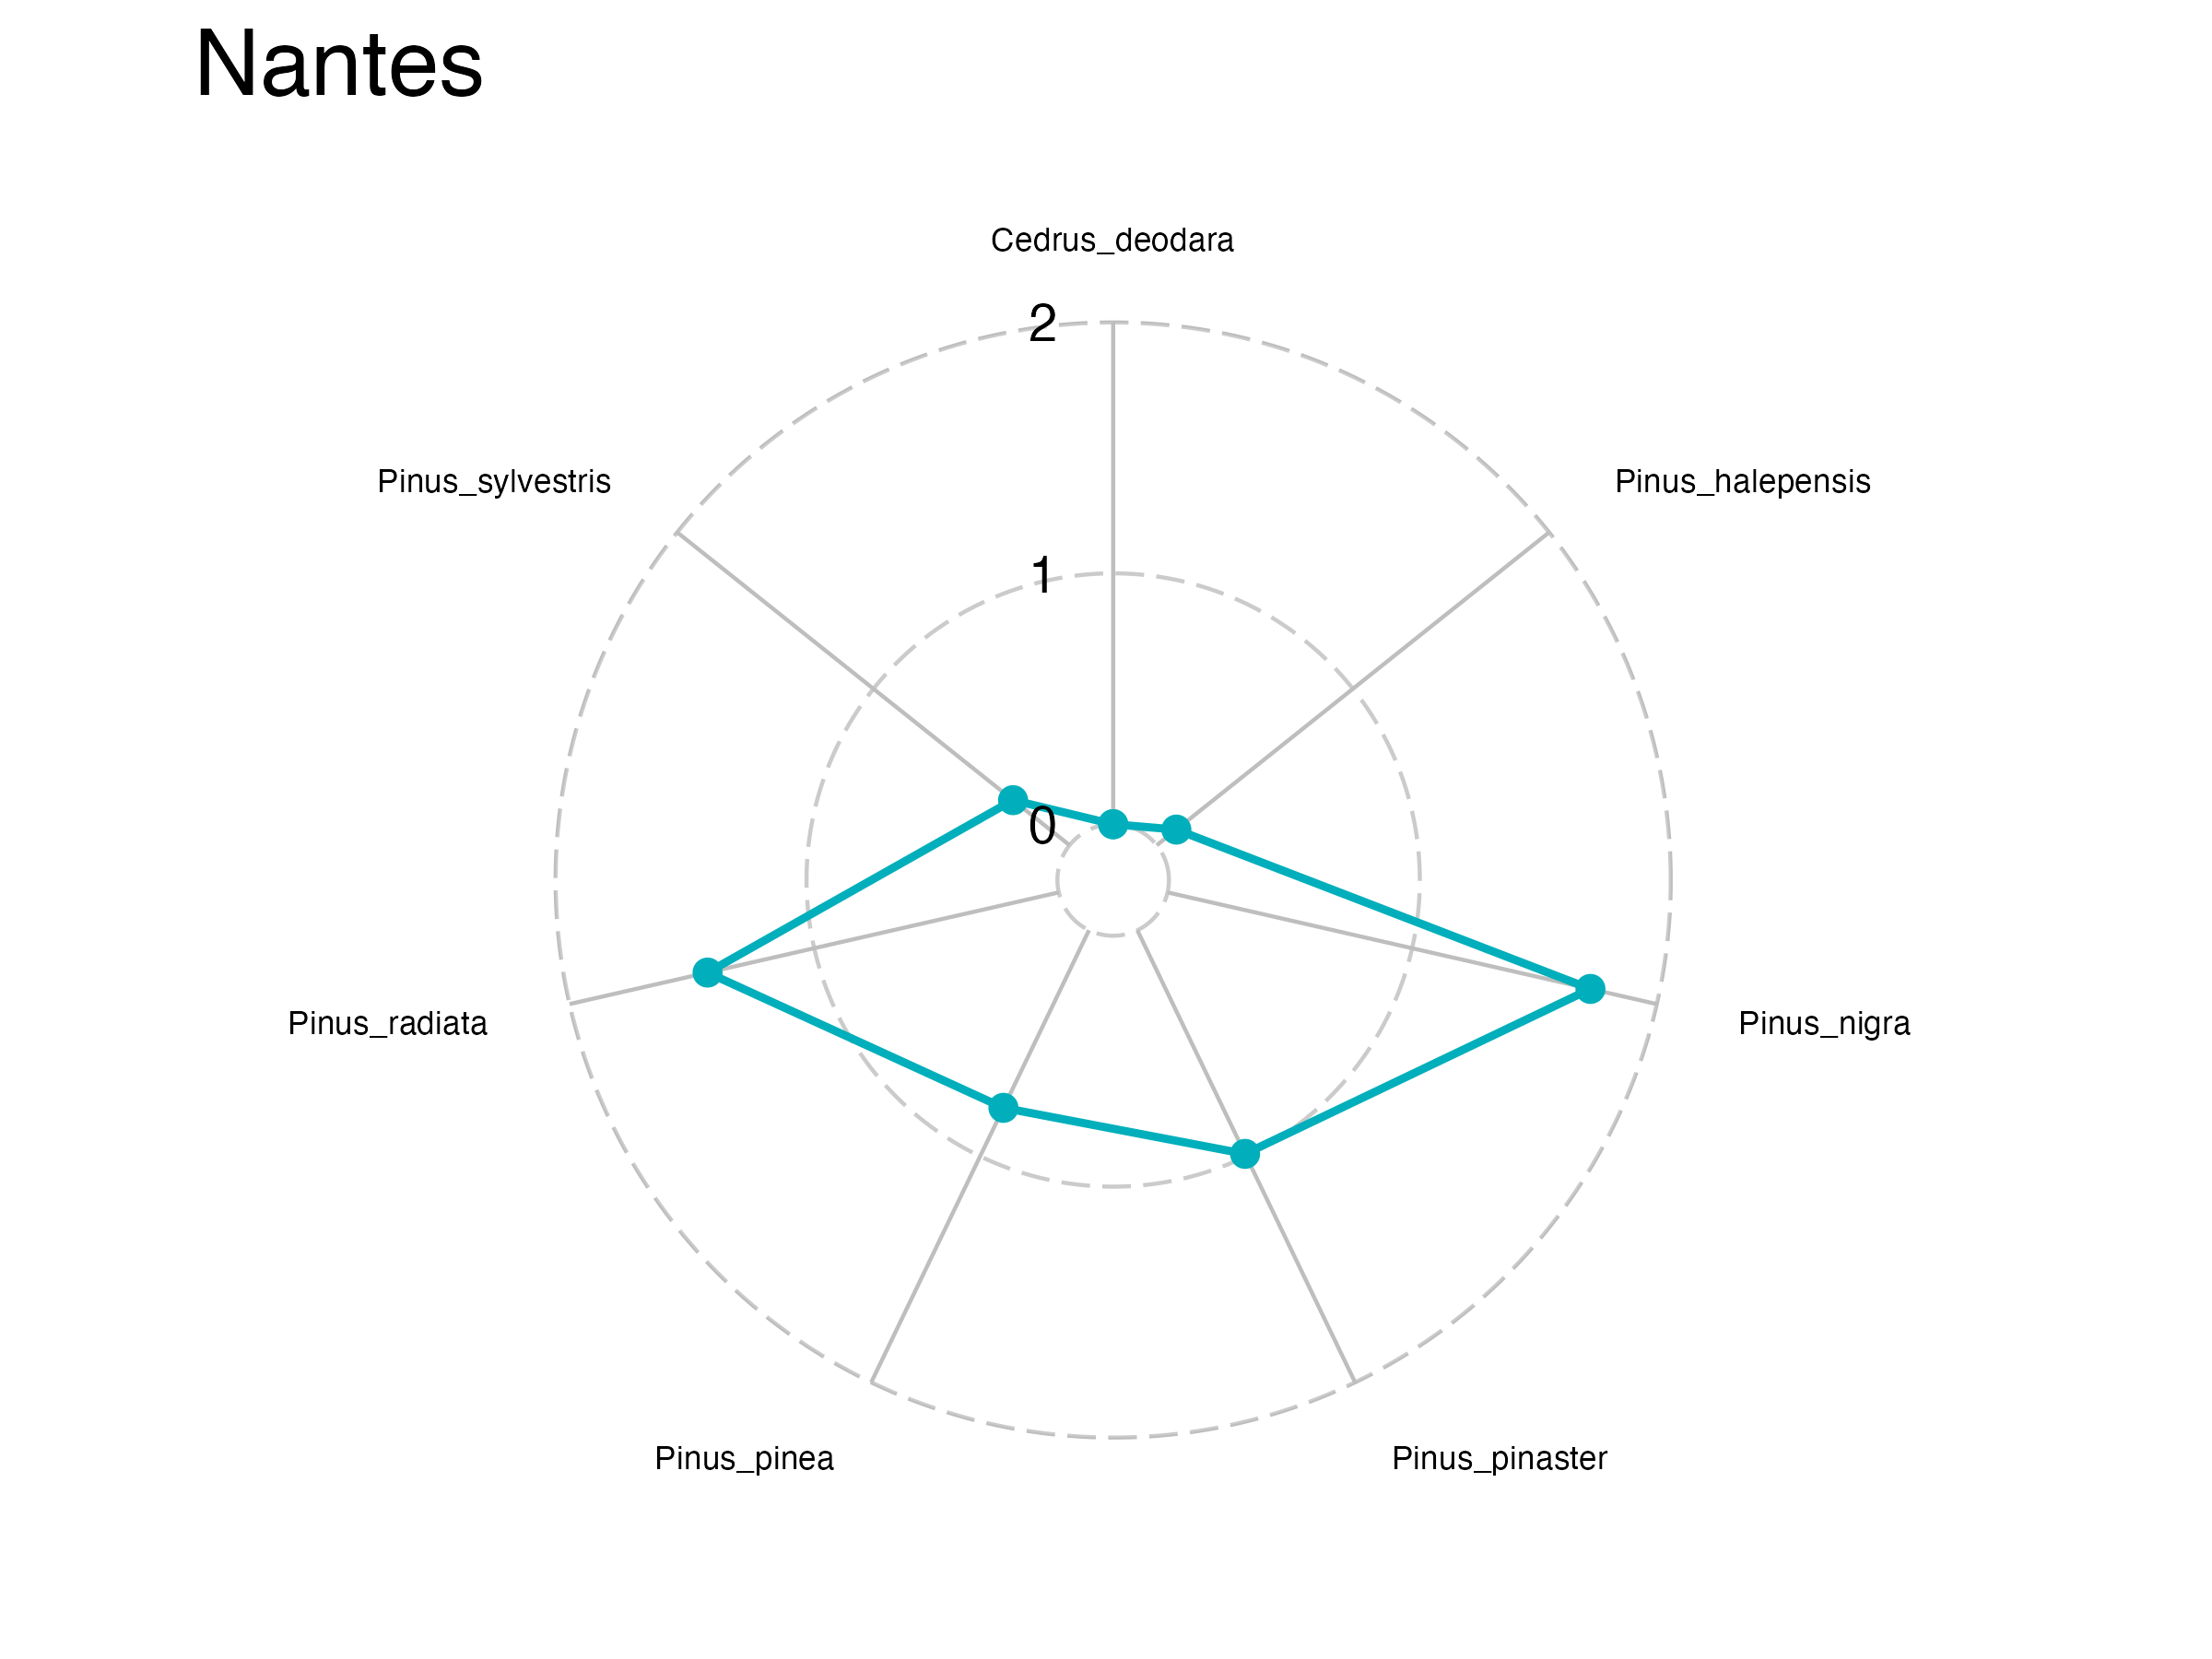 Nantes
Cedrus_deodara
2
Pinus_sylvestris
Pinus_halepensis
1
0
Pinus_radiata
Pinus_nigra
Pinus_pinea
Pinus_pinaster